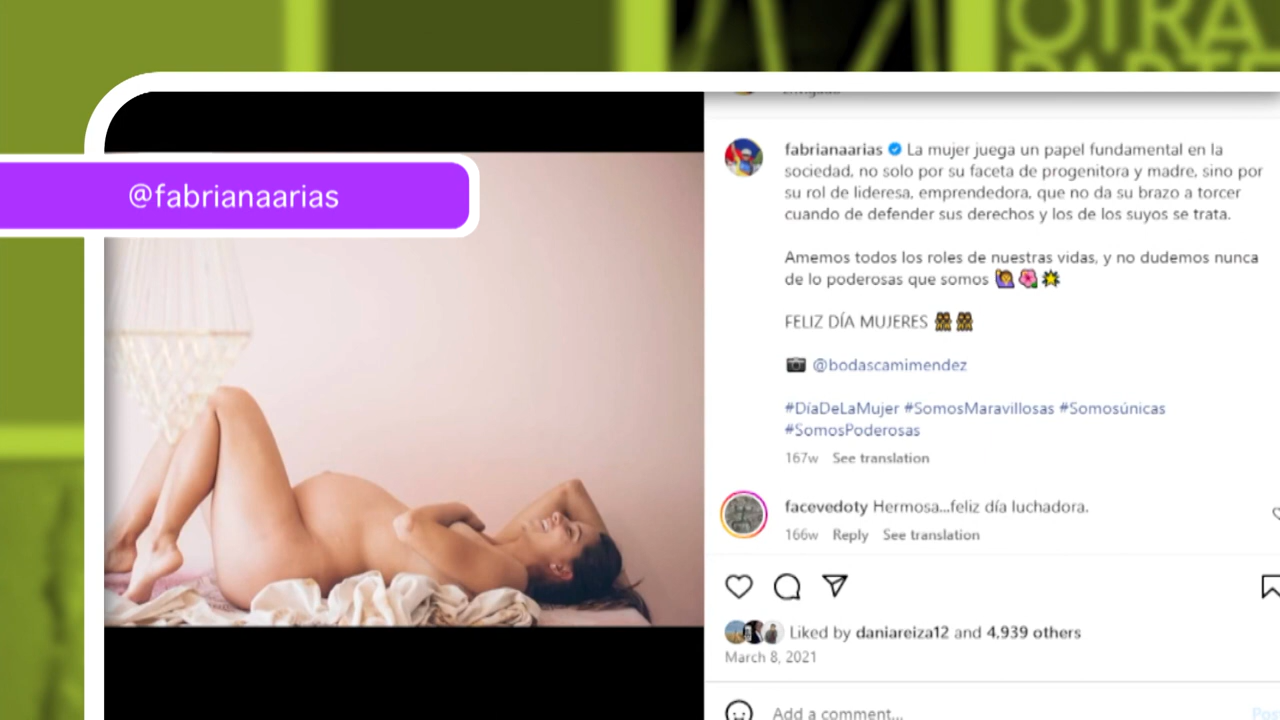 OTRA
PARTE
Envigado
@fabrianaarias
fabrianaarias La mujer juega un papel fundamental en la
sociedad, no solo por su faceta de progenitora y madre, sino por
su rol de lideresa, emprendedora, que no da su brazo a torcer
cuando de defender sus derechos y los de los suyos se trata.
Amemos todos los roles de nuestras vidas, y no dudemos nunca
de lo poderosas que somos 🙋🌺🌟
FELIZ DÍA MUJERES 👭👭
📷 @bodascamimendez
#DíaDeLaMujer #SomosMaravillosas #Somosúnicas
#SomosPoderosas
167w See translation
facevedoty Hermosa...feliz día luchadora.
166w Reply See translation
Liked by daniareiza12 and 4,939 others
March 8, 2021
Add a comment...
Pos